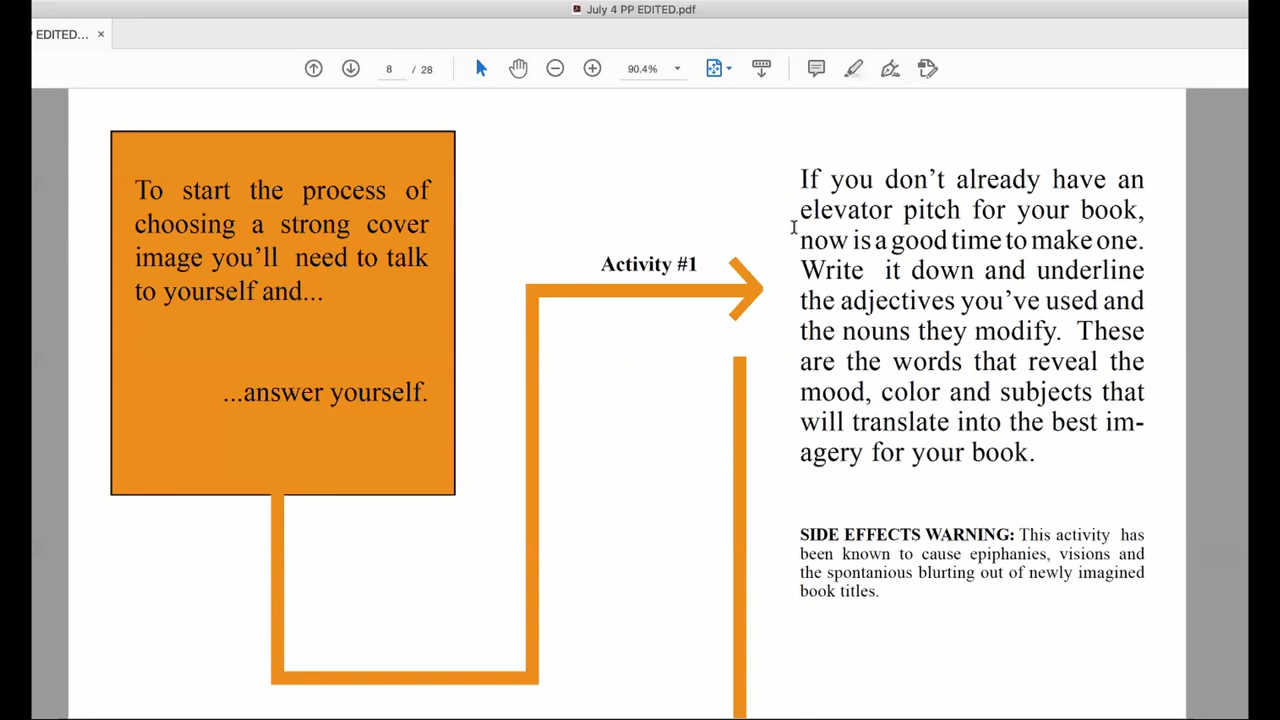 July 4 PP EDITED.pdf
PP EDITED... ×
8 / 28
90.4%
To start the process of
choosing a strong cover
image you’ll need to talk
to yourself and...
...answer yourself.
Activity #1
If you don’t already have an
elevator pitch for your book,
now is a good time to make one.
Write it down and underline
the adjectives you’ve used and
the nouns they modify. These
are the words that reveal the
mood, color and subjects that
will translate into the best im-
agery for your book.
SIDE EFFECTS WARNING: This activity has
been known to cause epiphanies, visions and
the spontanious blurting out of newly imagined
book titles.